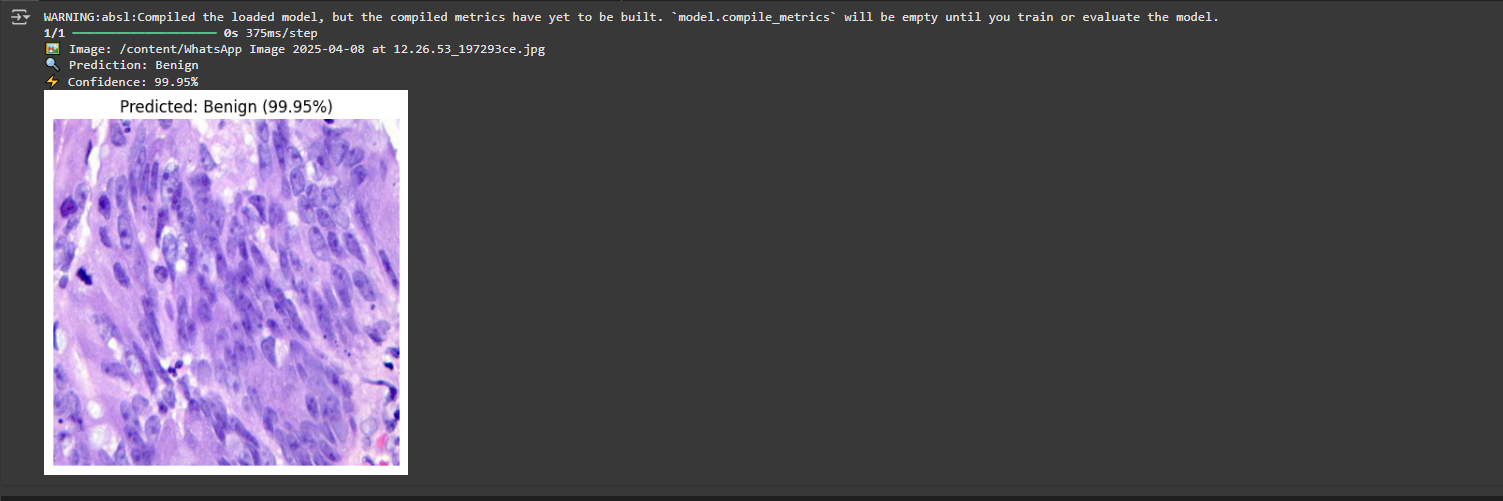 WARNING:absl:Compiled the loaded model, but the compiled metrics have yet to be built. `model.compile_metrics` will be empty until you train or evaluate the model.
1/1 ━━━━━━━━━━━━━━━━━━━━ 0s 375ms/step
🖼️ Image: /content/WhatsApp Image 2025-04-08 at 12.26.53_197293ce.jpg
🔍 Prediction: Benign
⚡ Confidence: 99.95%
Predicted: Benign (99.95%)